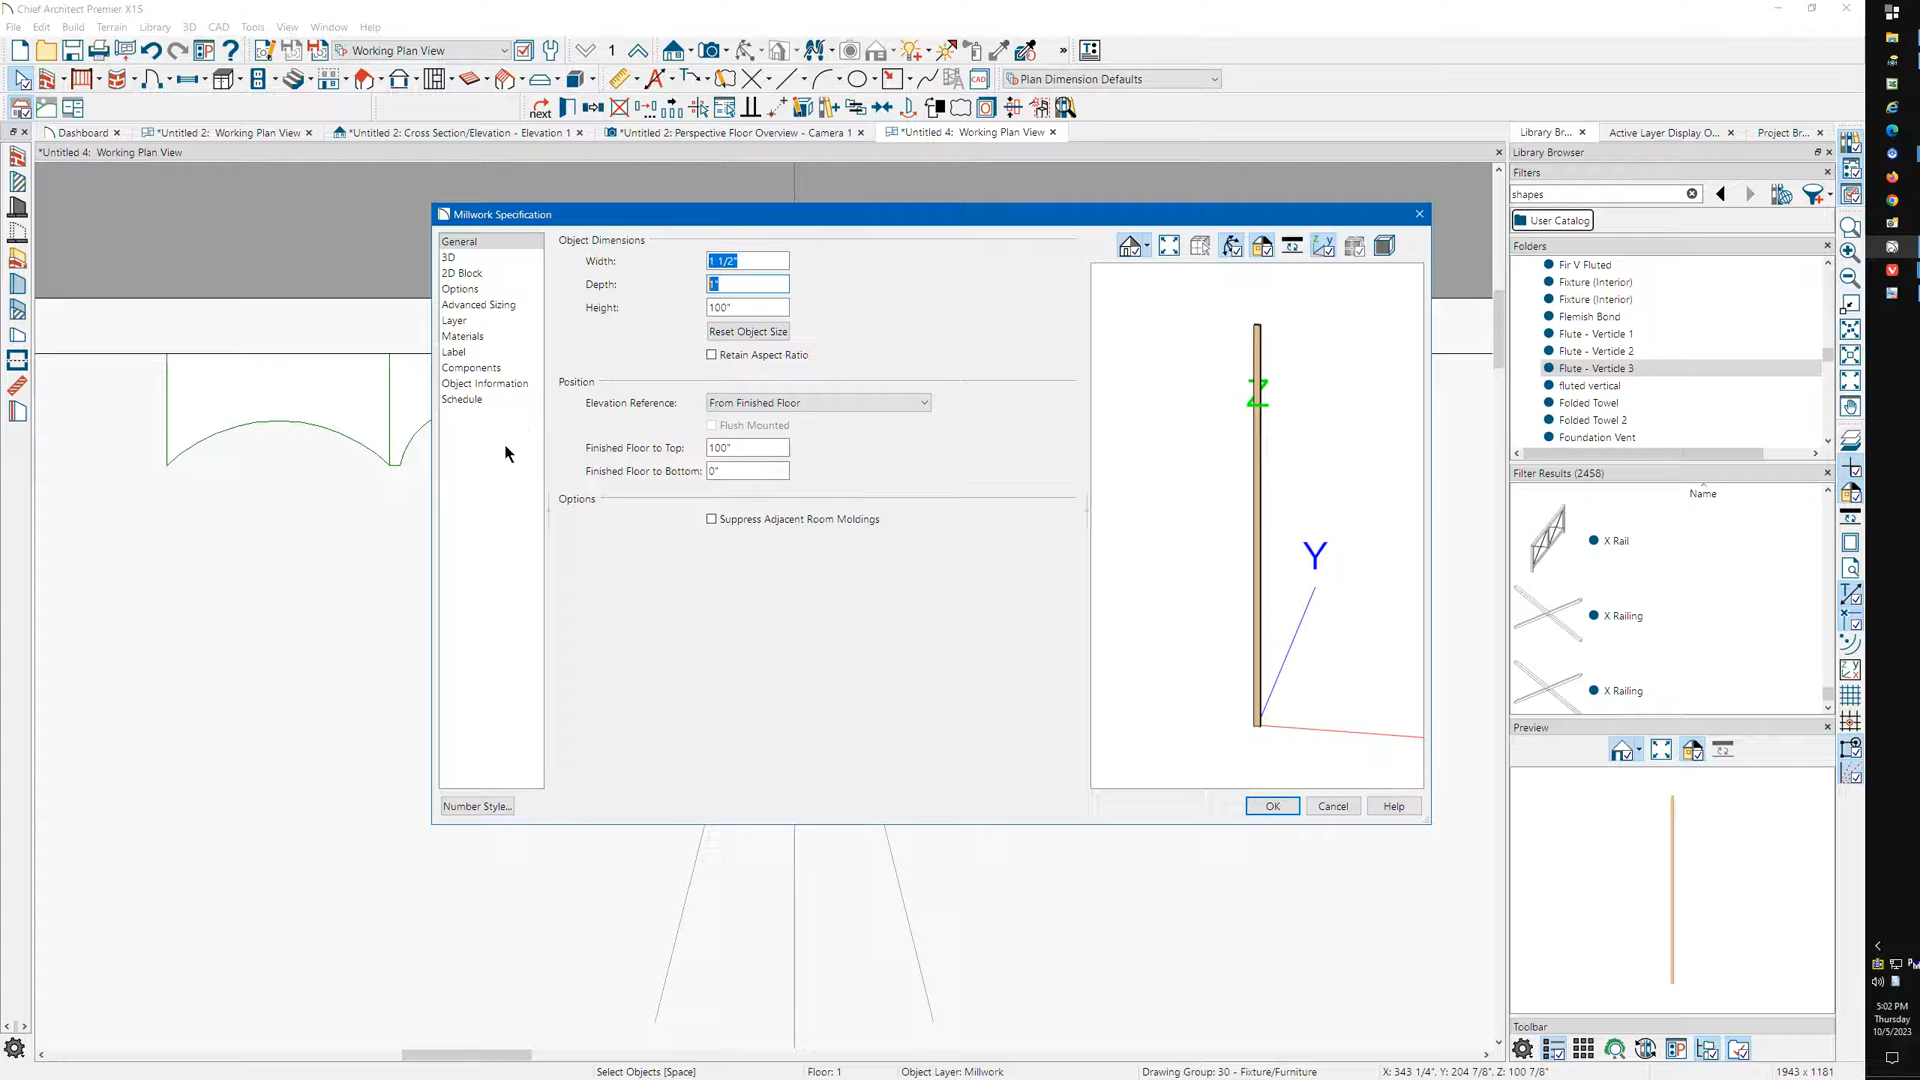 Chief Architect Premier X15
File Edit Build Terrain Library 3D CAD Tools View Window Help
Working Plan View 1
Plan Dimension Defaults
next
Dashboard *Untitled 2: Working Plan View *Untitled 2: Cross Section/Elevation - Elevation 1 *Untitled 2: Perspective Floor Overview - Camera 1 *Untitled 4: Working Plan View
*Untitled 4: Working Plan View
Millwork Specification
General
3D
2D Block
Options
Advanced Sizing
Layer
Materials
Label
Components
Object Information
Schedule
Number Style...
Object Dimensions
Width: 1 1/2"
Depth: 1"
Height: 100"
Reset Object Size
Retain Aspect Ratio
Position
Elevation Reference: From Finished Floor
Flush Mounted
Finished Floor to Top: 100"
Finished Floor to Bottom: 0"
Options
Suppress Adjacent Room Moldings
Z
Y
OK Cancel Help
Library Br... Active Layer Display O... Project Br...
Library Browser
Filters
shapes
User Catalog
Folders
Fir V Fluted
Fixture (Interior)
Fixture (Interior)
Flemish Bond
Flute - Verticle 1
Flute - Verticle 2
Flute - Verticle 3
fluted vertical
Folded Towel
Folded Towel 2
Foundation Vent
Filter Results (2458)
Name
X Rail
X Railing
X Railing
Preview
Toolbar
5:02 PM
Thursday
10/5/2023
Select Objects [Space] Floor: 1 Object Layer: Millwork Drawing Group: 30 - Fixture/Furniture X: 343 1/4", Y: 204 7/8", Z: 100 7/8" 1943 x 1181